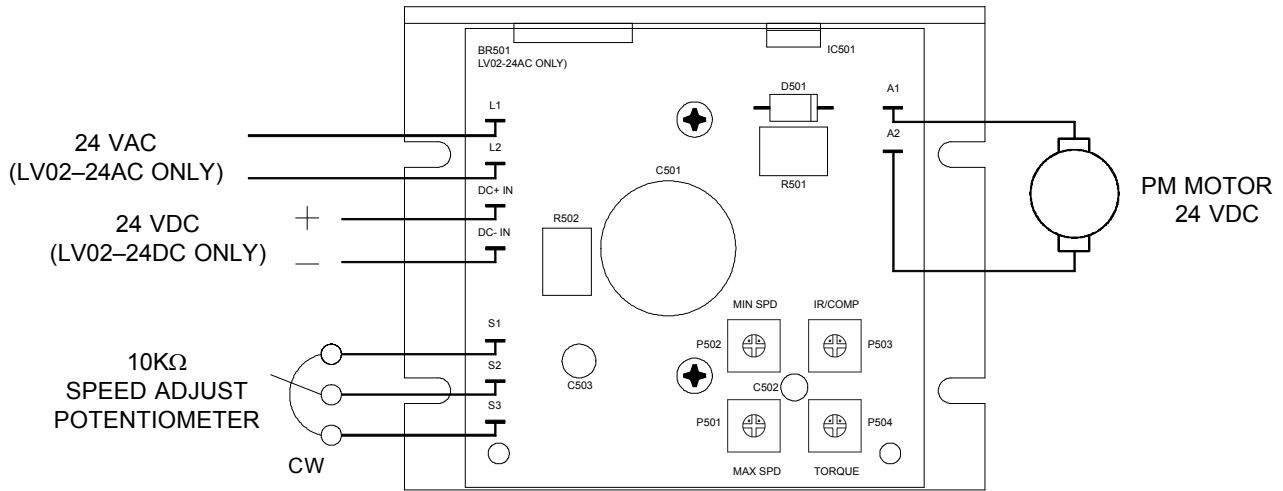 BR501
LV02-24AC ONLY)
IC501
D501
A1
L1
24 VAC
(LV02–24AC ONLY)
L2
A2
C501
R501
DC+ IN
PM MOTOR
24 VDC
R502
24 VDC
(LV02–24DC ONLY)
+
–
DC- IN
MIN SPD
IR/COMP
S1
P502
P503
10KΩ
SPEED ADJUST
POTENTIOMETER
S2
C503
C502
S3
P501
P504
CW
MAX SPD
TORQUE